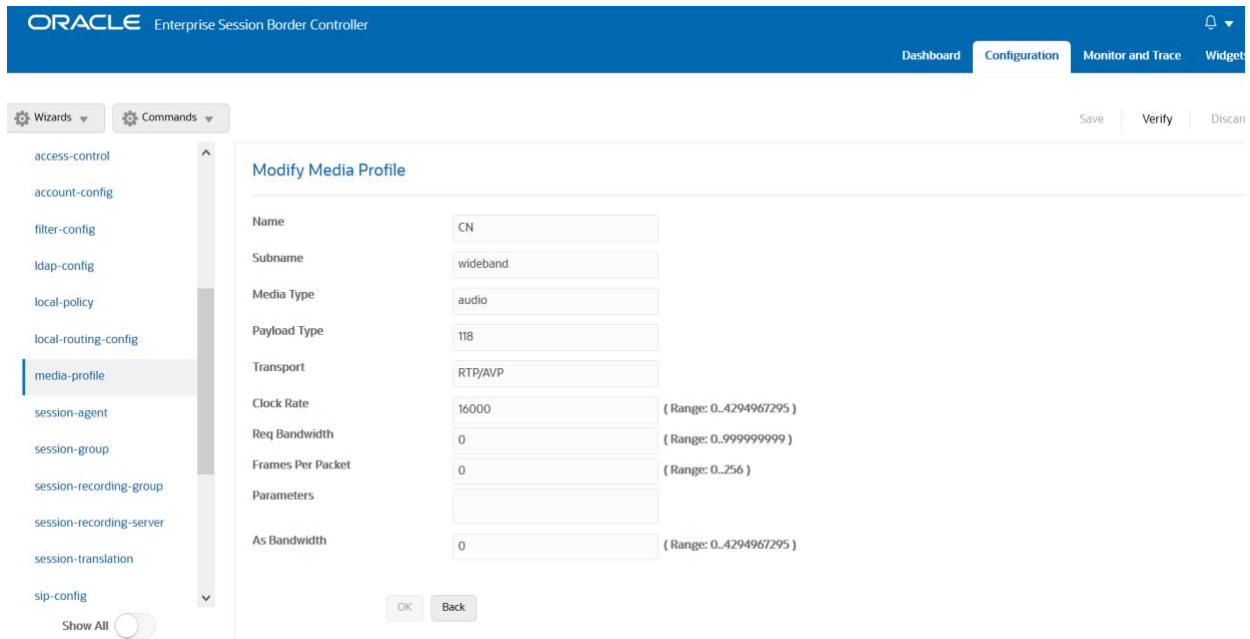 ORACLE Enterprise Session Border Controller
Dashboard Configuration Monitor and Trace Widgets
Wizards Commands Save Verify Discard
access-control
account-config
filter-config
ldap-config
local-policy
local-routing-config
media-profile
session-agent
session-group
session-recording-group
session-recording-server
session-translation
sip-config
Show All
Modify Media Profile
Name CN
Subname wideband
Media Type audio
Payload Type 118
Transport RTP/AVP
Clock Rate 16000 ( Range: 0..4294967295 )
Req Bandwidth 0 ( Range: 0..999999999 )
Frames Per Packet 0 ( Range: 0..256 )
Parameters
As Bandwidth 0 ( Range: 0..4294967295 )
OK Back